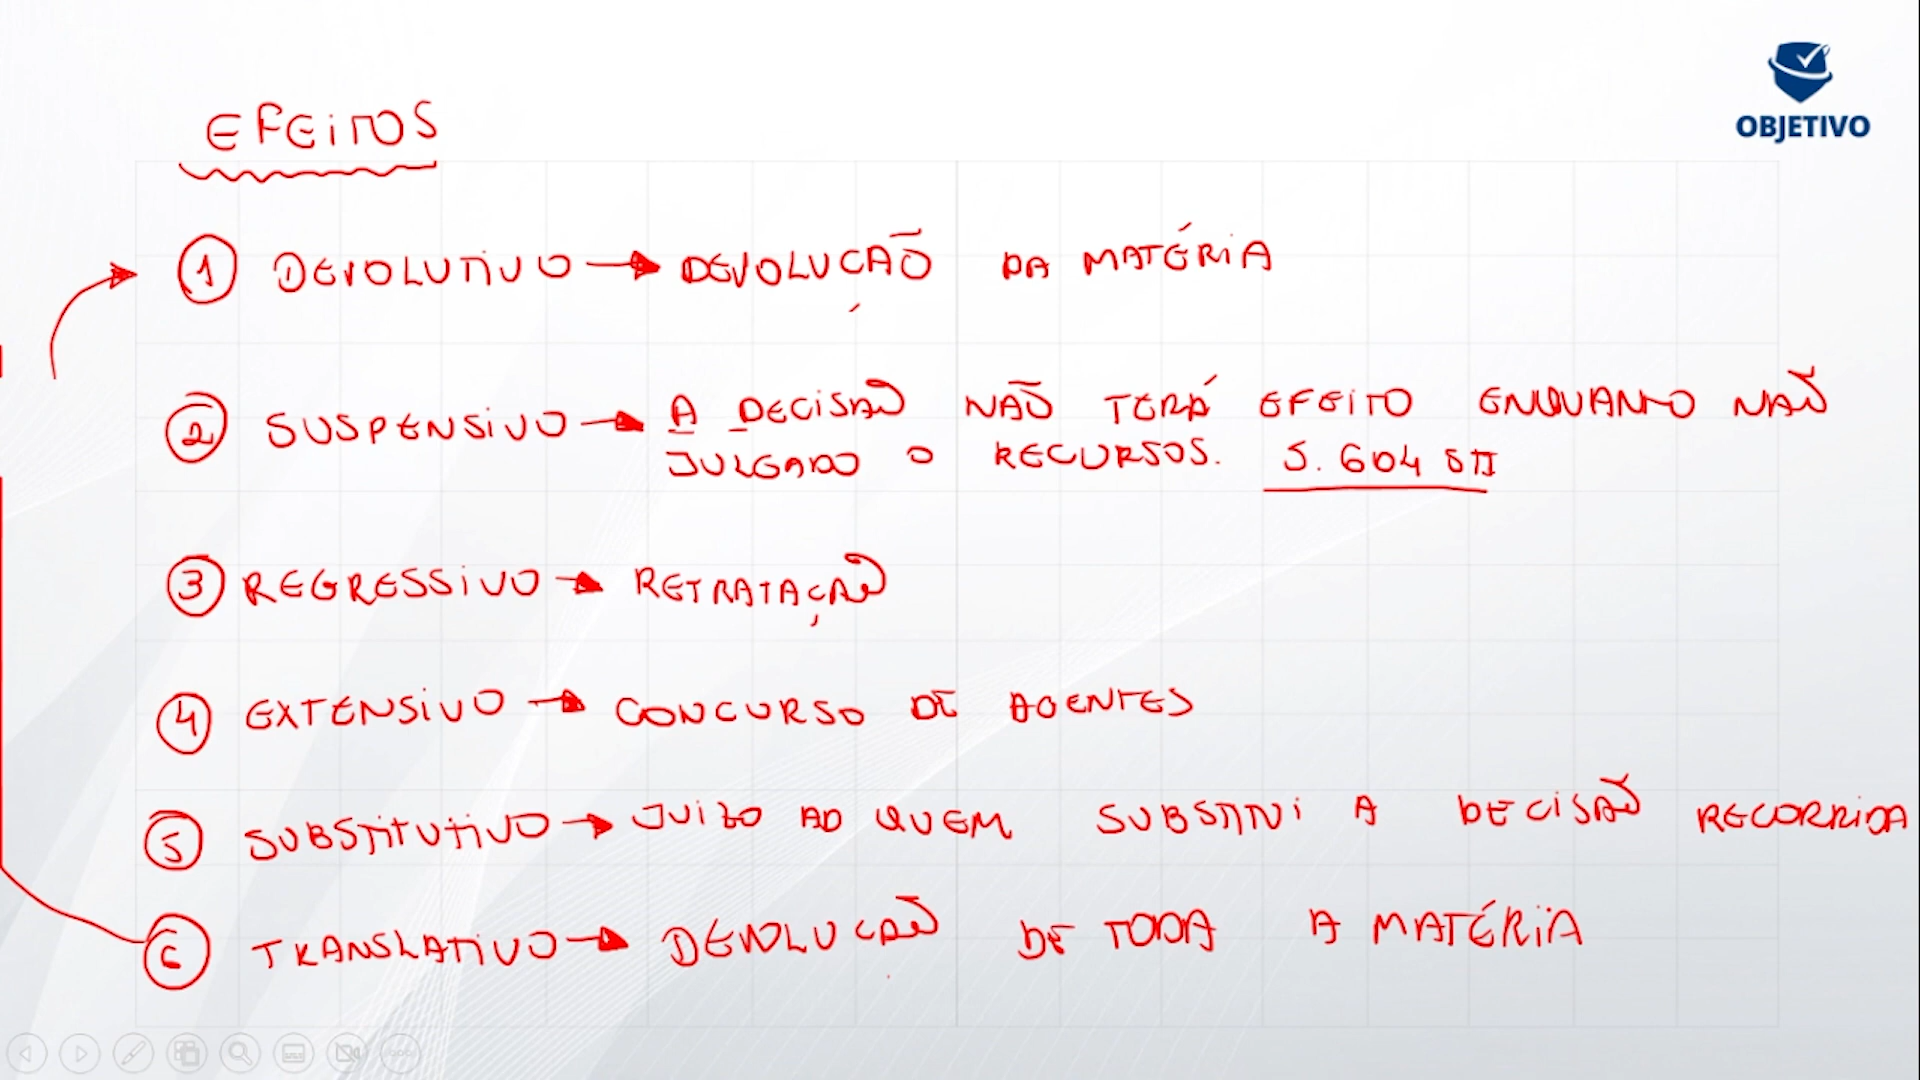 OBJETIVO
EFEITOS
1 DEVOLUTIVO → DEVOLUÇÃO DA MATÉRIA
2 SUSPENSIVO → A DECISÃO NÃO TERÁ EFEITO ENQUANTO NÃO
JULGADO O RECURSOS. S. 604 STJ
3 REGRESSIVO → RETRATAÇÃO
4 EXTENSIVO → CONCURSO DE AGENTES
5 SUBSTITUTIVO → JUIZO AD QUEM SUBSTITUI A DECISÃO RECORRIDA
6 TRANSLATIVO → DEVOLUCÃO DE TODA A MATÉRIA